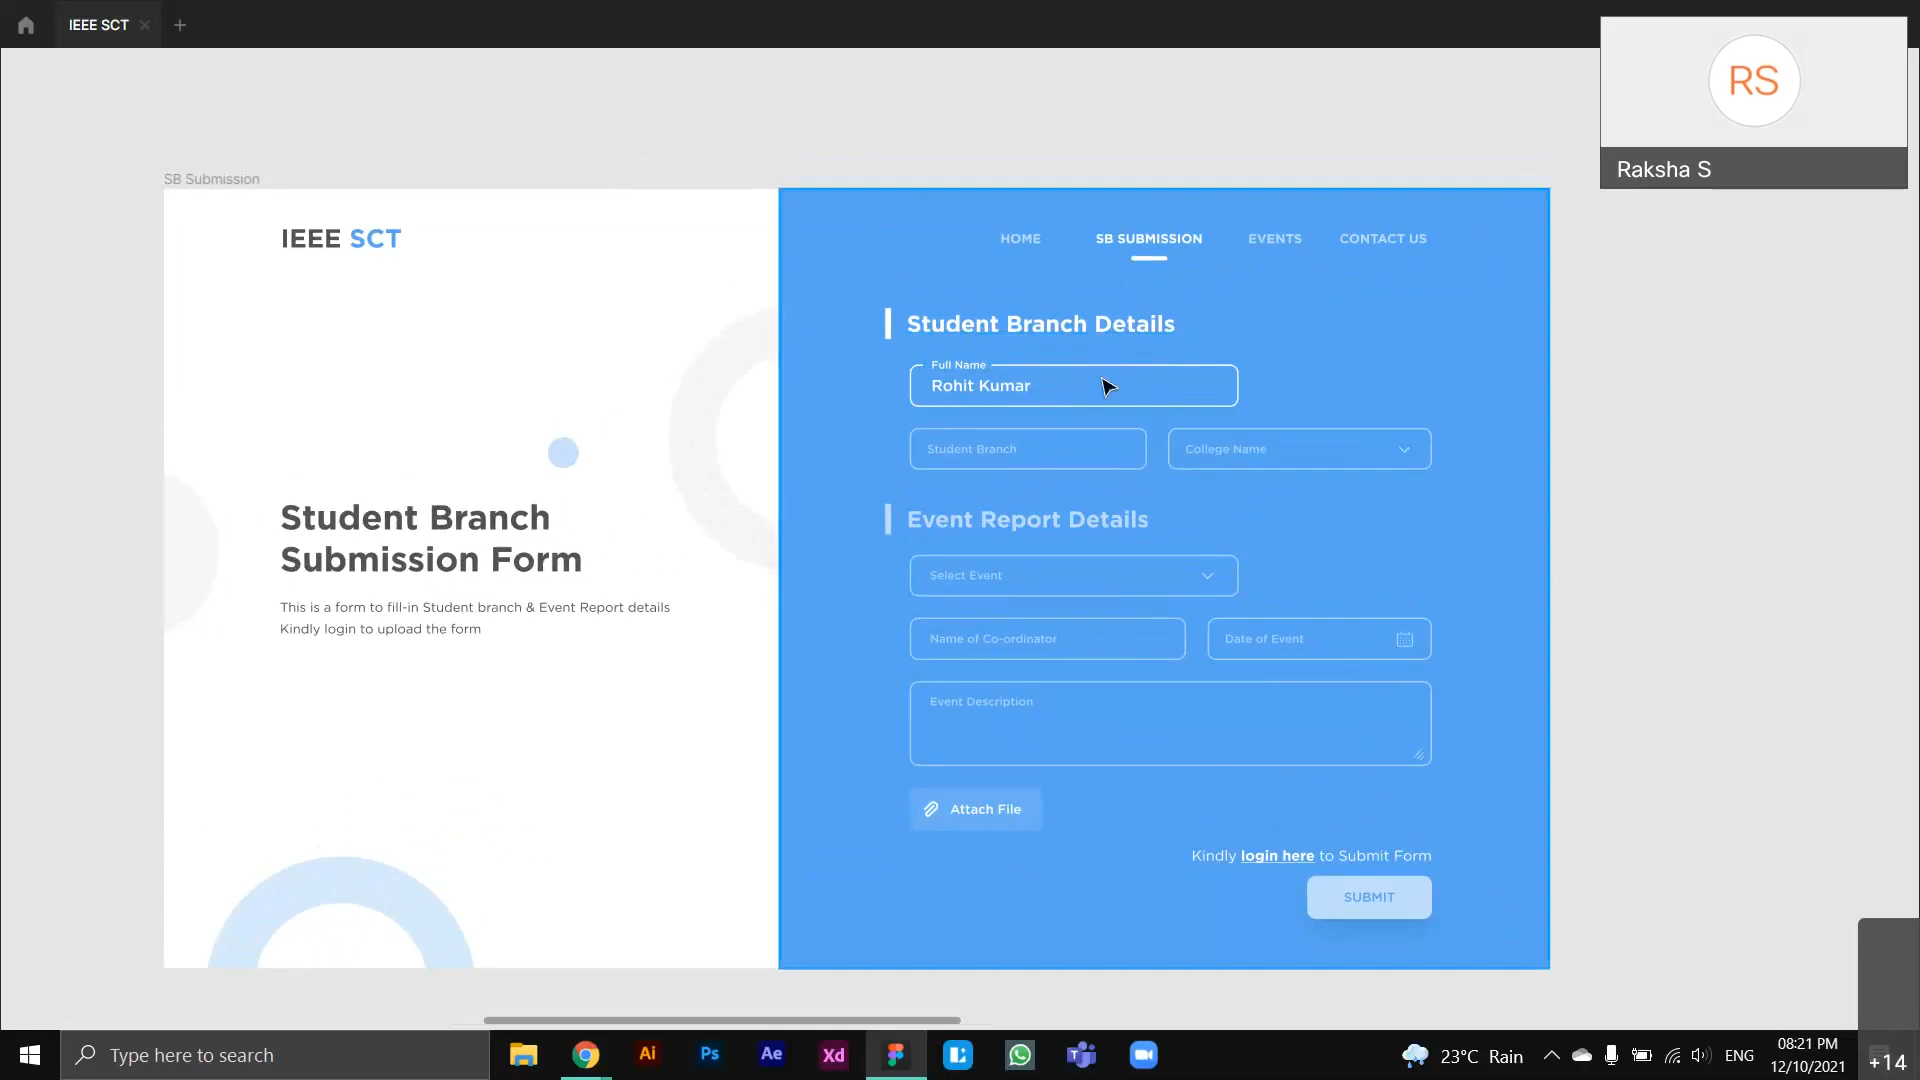 IEEE SCT
RS
Raksha S
SB Submission
IEEE SCT
HOME
SB SUBMISSION
EVENTS
CONTACT US
Student Branch Details
Full Name
Rohit Kumar
Student Branch
College Name
Student Branch
Submission Form
This is a form to fill-in Student branch & Event Report details
Kindly login to upload the form
Event Report Details
Select Event
Name of Co-ordinator
Date of Event
Event Description
Attach File
Kindly login here to Submit Form
SUBMIT
Type here to search
Ai
Ps
Ae
Xd
23°C Rain
ENG
08:21 PM
12/10/2021
+14